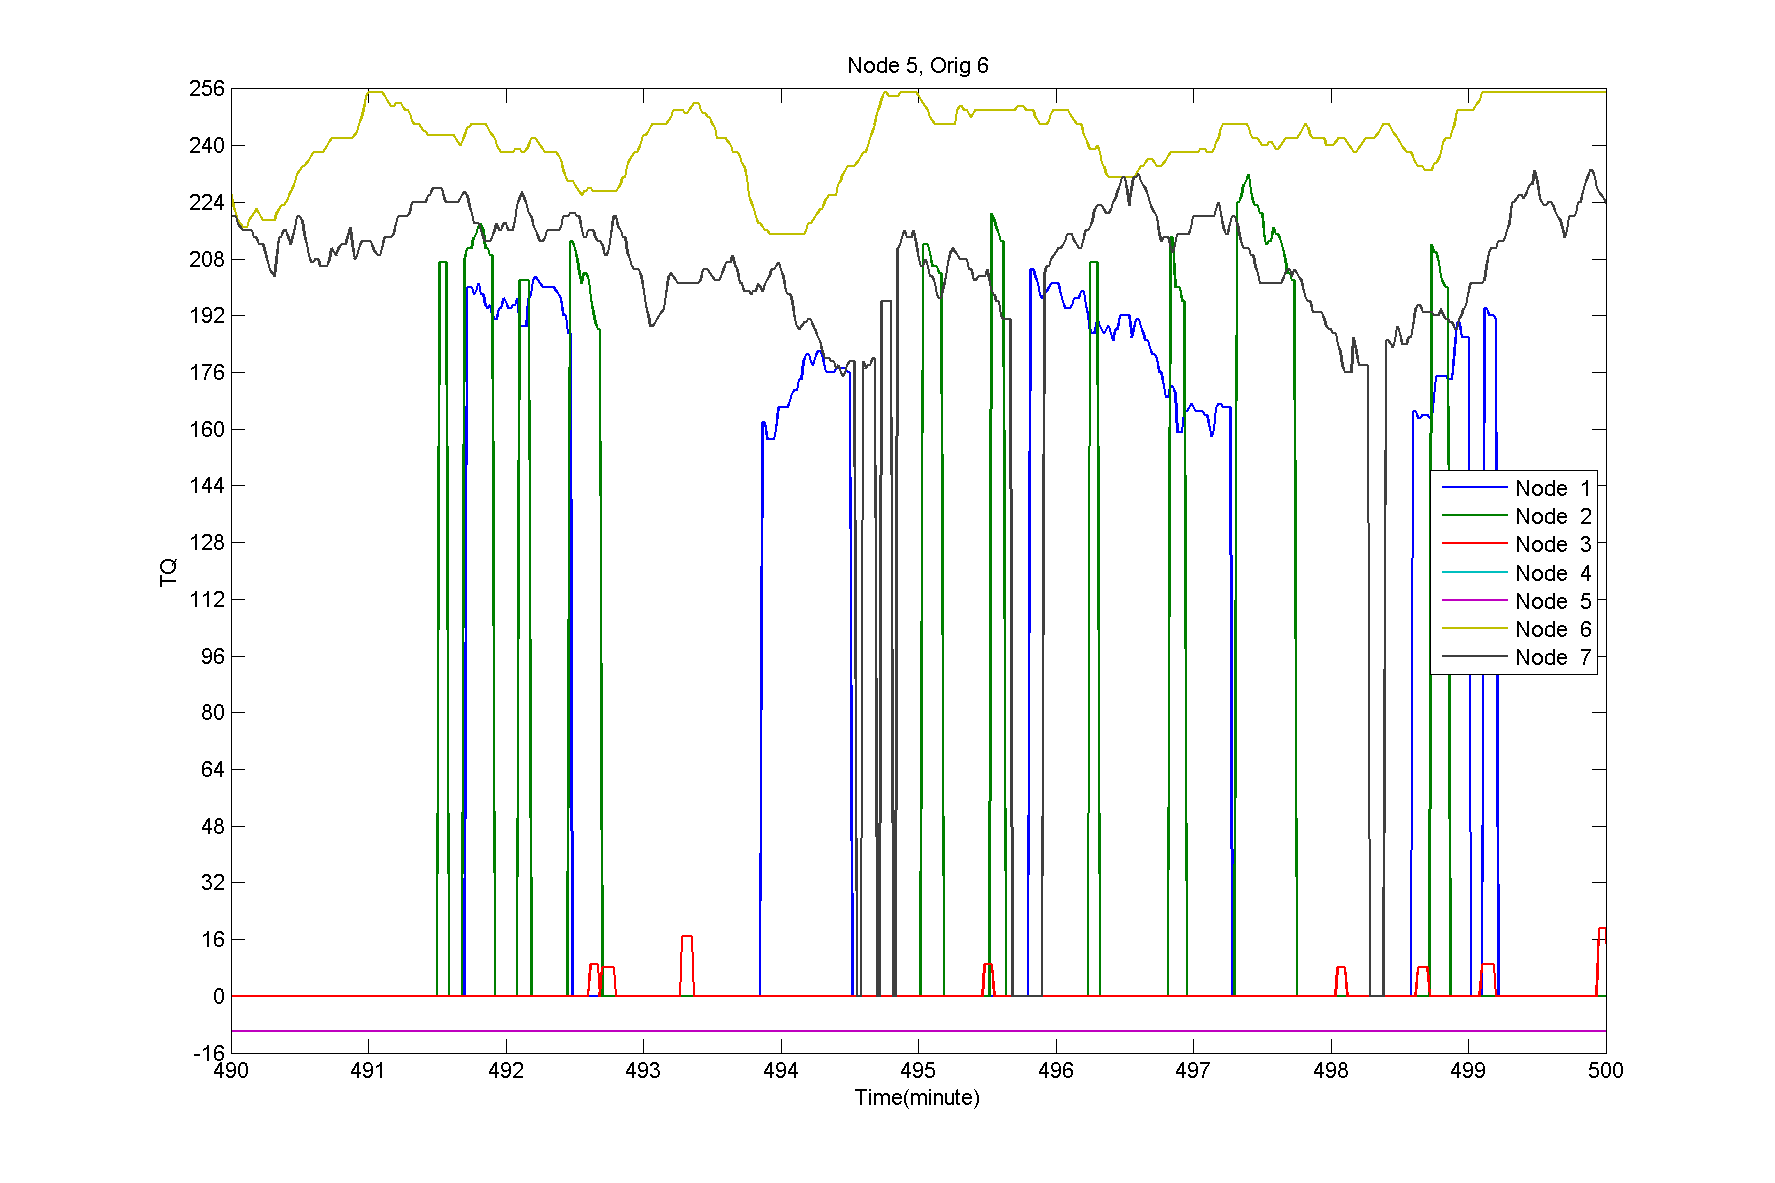 Node 5, Orig 6
256
240
224
208
192
176
160
144
128
112
96
80
64
48
32
16
0
-16
TQ
490 491 492 493 494 495 496 497 498 499 500
Time(minute)
Node 1
Node 2
Node 3
Node 4
Node 5
Node 6
Node 7